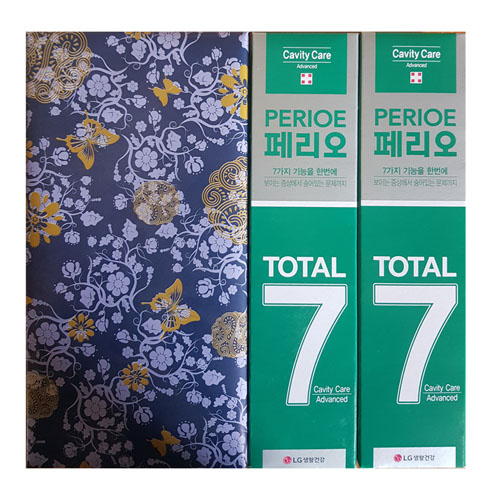 Cavity Care
Advanced
PERIOE
페리오
7가지 기능을 한번에
보이는 증상에서 숨어있는 문제까지
TOTAL
7
Cavity Care
Advanced
LG생활건강
Cavity Care
Advanced
PERIOE
페리오
7가지 기능을 한번에
보이는 증상에서 숨어있는 문제까지
TOTAL
7
Cavity Care
Advanced
LG생활건강